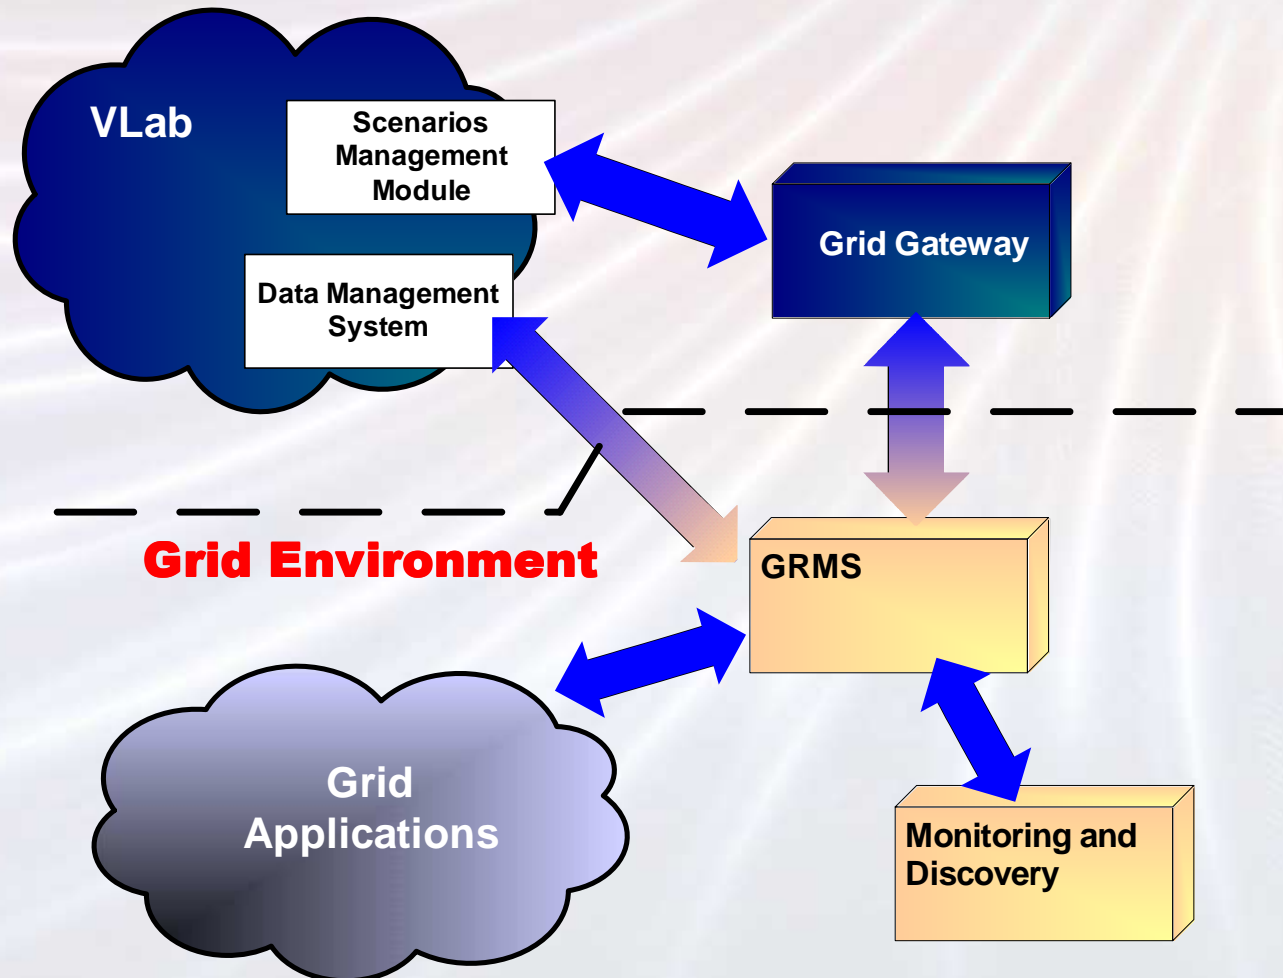 VLab
Scenarios
Management
Module
Grid Gateway
Data Management
System
Grid Environment
GRMS
Grid
Applications
Monitoring and
Discovery